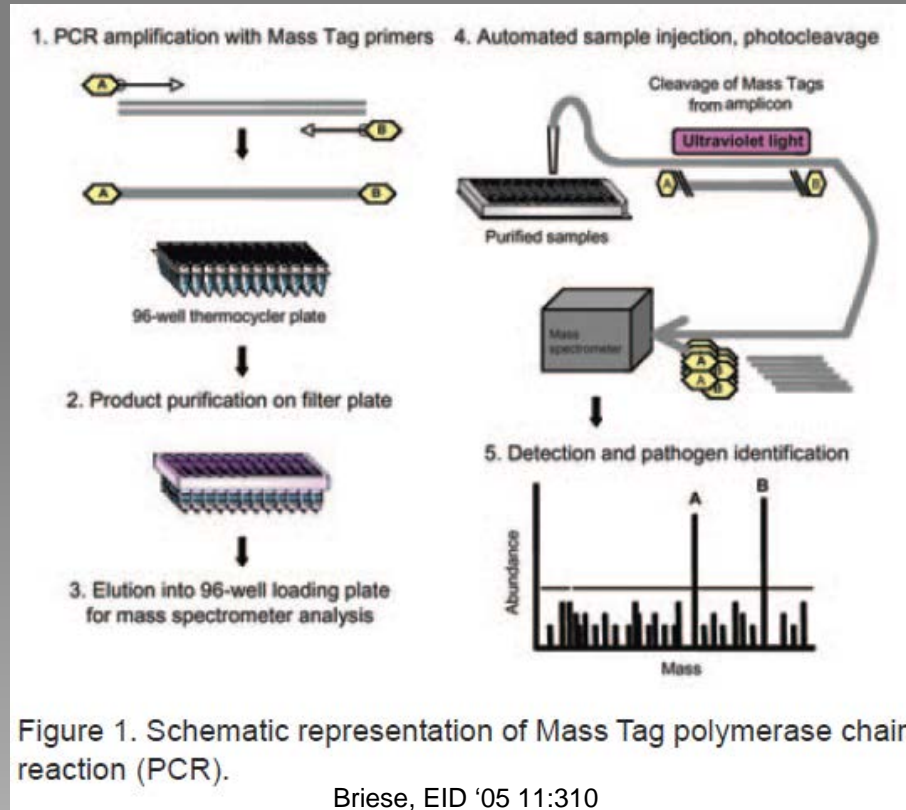 1. PCR amplification with Mass Tag primers
A
B
A
B
96-well thermocycler plate
2. Product purification on filter plate
3. Elution into 96-well loading plate
for mass spectrometer analysis
4. Automated sample injection, photocleavage
Cleavage of Mass Tags
from amplicon
Ultraviolet light
A
B
Purified samples
Mass
spectrometer
A
B
A
B
5. Detection and pathogen identification
A
B
Abundance
Mass
Figure 1. Schematic representation of Mass Tag polymerase chain
reaction (PCR).
Briese, EID ‘05 11:310